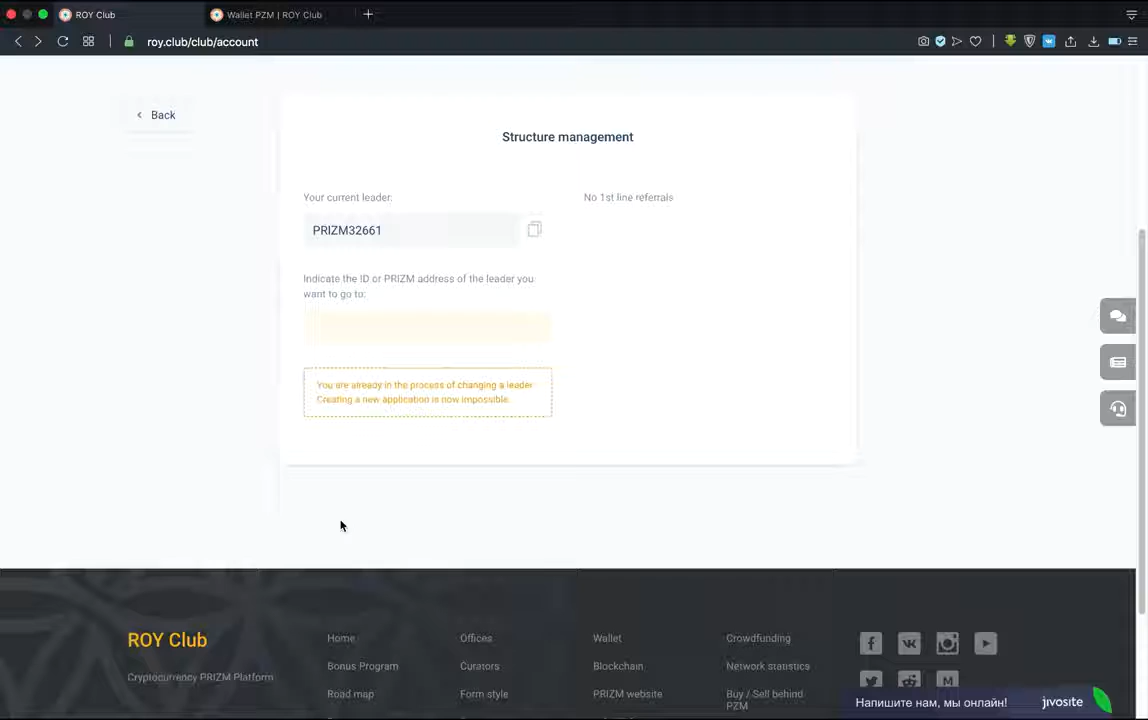 ROY Club
Wallet PZM | ROY Club
roy.club/club/account
Back
Structure management
Your current leader:
No 1st line referrals
PRIZM32661
Indicate the ID or PRIZM address of the leader you
want to go to:
You are already in the process of changing a leader
Creating a new application is now impossible.
ROY Club
Cryptocurrency PRIZM Platform
Home
Offices
Wallet
Crowdfunding
Bonus Program
Curators
Blockchain
Network statistics
Road map
Form style
PRIZM website
Buy / Sell behind
PZM
Напишите нам, мы онлайн!
jivosite